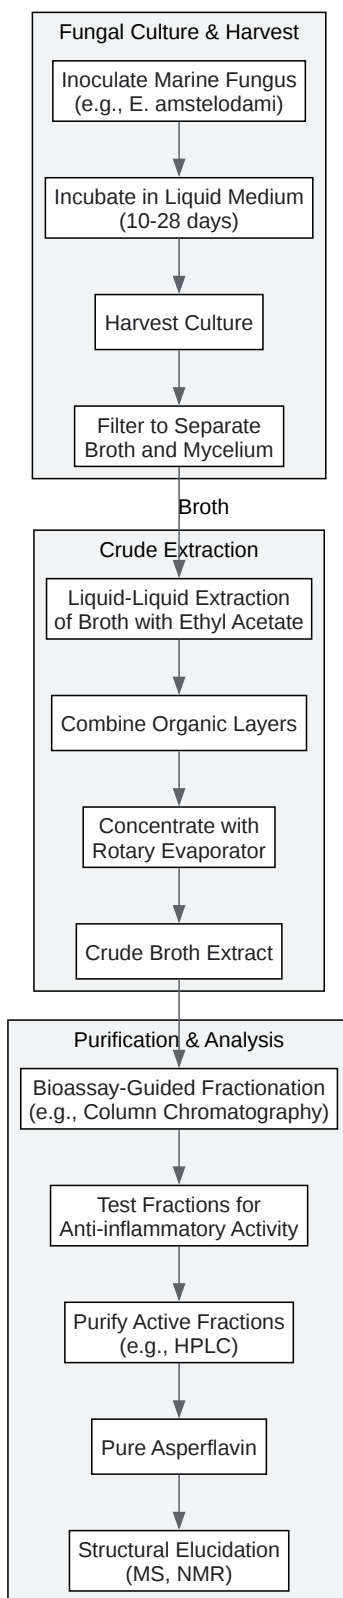 Fungal Culture & Harvest
Inoculate Marine Fungus
(e.g., E. amstelodami)
Incubate in Liquid Medium
(10-28 days)
Harvest Culture
Filter to Separate
Broth and Mycelium
Broth
Crude Extraction
Liquid-Liquid Extraction
of Broth with Ethyl Acetate
Combine Organic Layers
Concentrate with
Rotary Evaporator
Crude Broth Extract
Purification & Analysis
Bioassay-Guided Fractionation
(e.g., Column Chromatography)
Test Fractions for
Anti-inflammatory Activity
Purify Active Fractions
(e.g., HPLC)
Pure Asperflavin
Structural Elucidation
(MS, NMR)